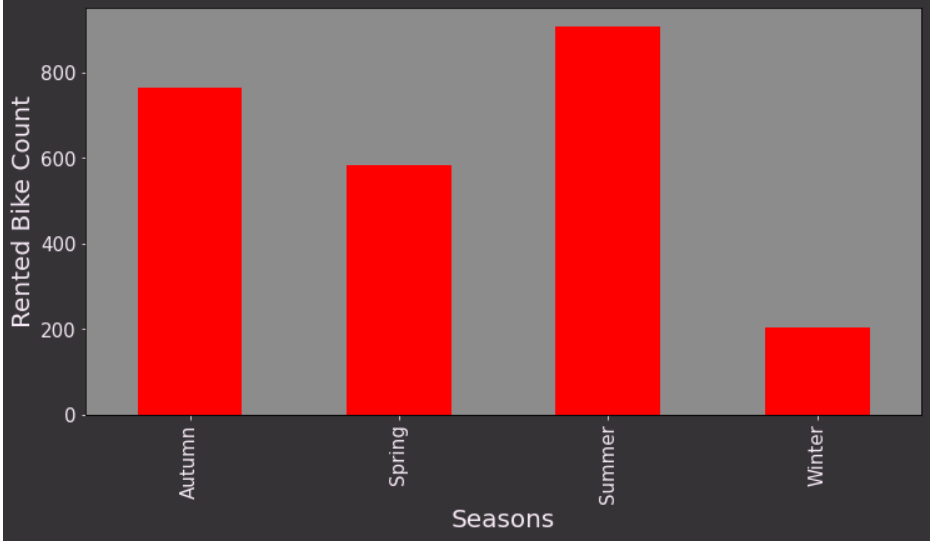 Rented Bike Count
800
600
400
200
0
Autumn
Spring
Summer
Winter
Seasons